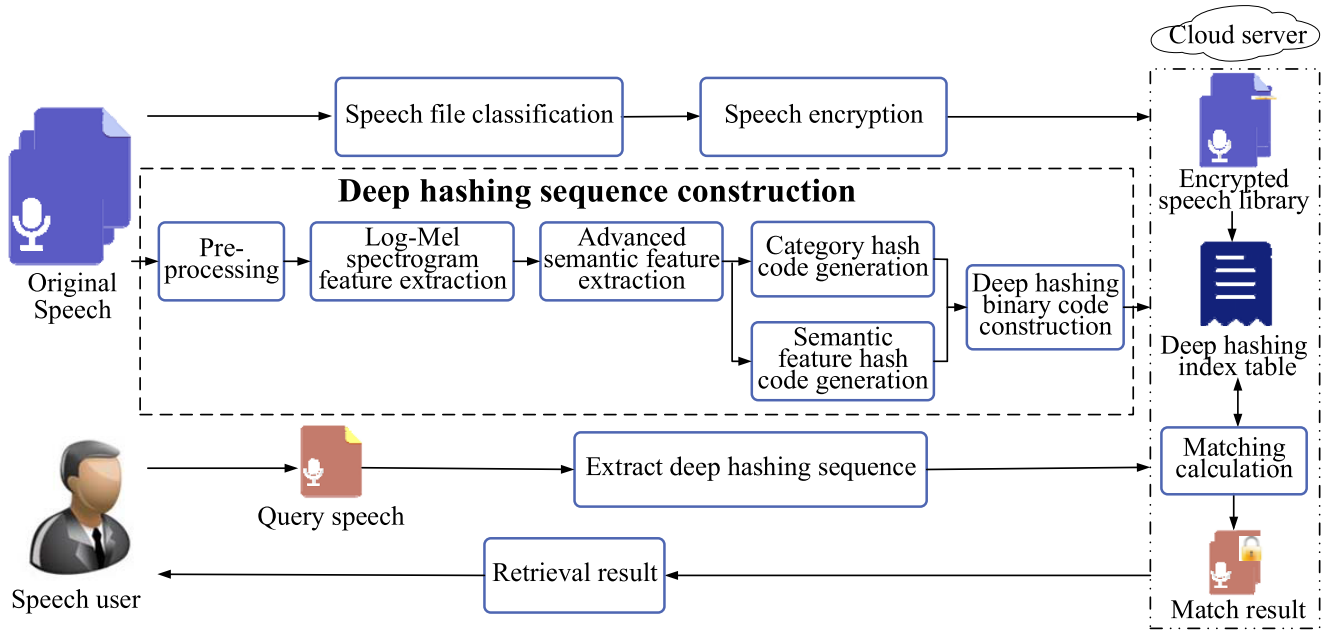 Cloud server
Speech file classification
Speech encryption
Encrypted
speech library
Deep hashing sequence construction
Original
Speech
Pre-
processing
Log-Mel
spectrogram
feature extraction
Advanced
semantic feature
extraction
Category hash
code generation
Semantic
feature hash
code generation
Deep hashing
binary code
construction
Deep hashing
index table
Speech user
Query speech
Extract deep hashing sequence
Matching
calculation
Retrieval result
Match result